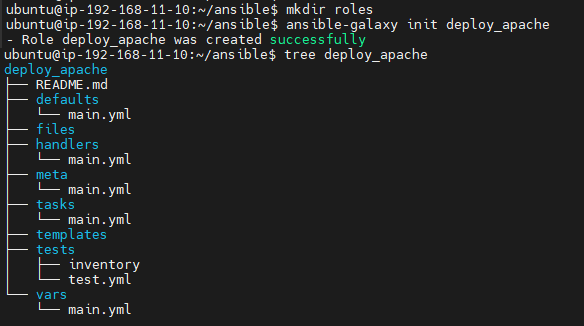 ubuntu@ip-192-168-11-10:~/ansible$ mkdir roles
ubuntu@ip-192-168-11-10:~/ansible$ ansible-galaxy init deploy_apache
- Role deploy_apache was created successfully
ubuntu@ip-192-168-11-10:~/ansible$ tree deploy_apache
deploy_apache
├── README.md
├── defaults
│   └── main.yml
├── files
├── handlers
│   └── main.yml
├── meta
│   └── main.yml
├── tasks
│   └── main.yml
├── templates
├── tests
│   ├── inventory
│   └── test.yml
└── vars
    └── main.yml